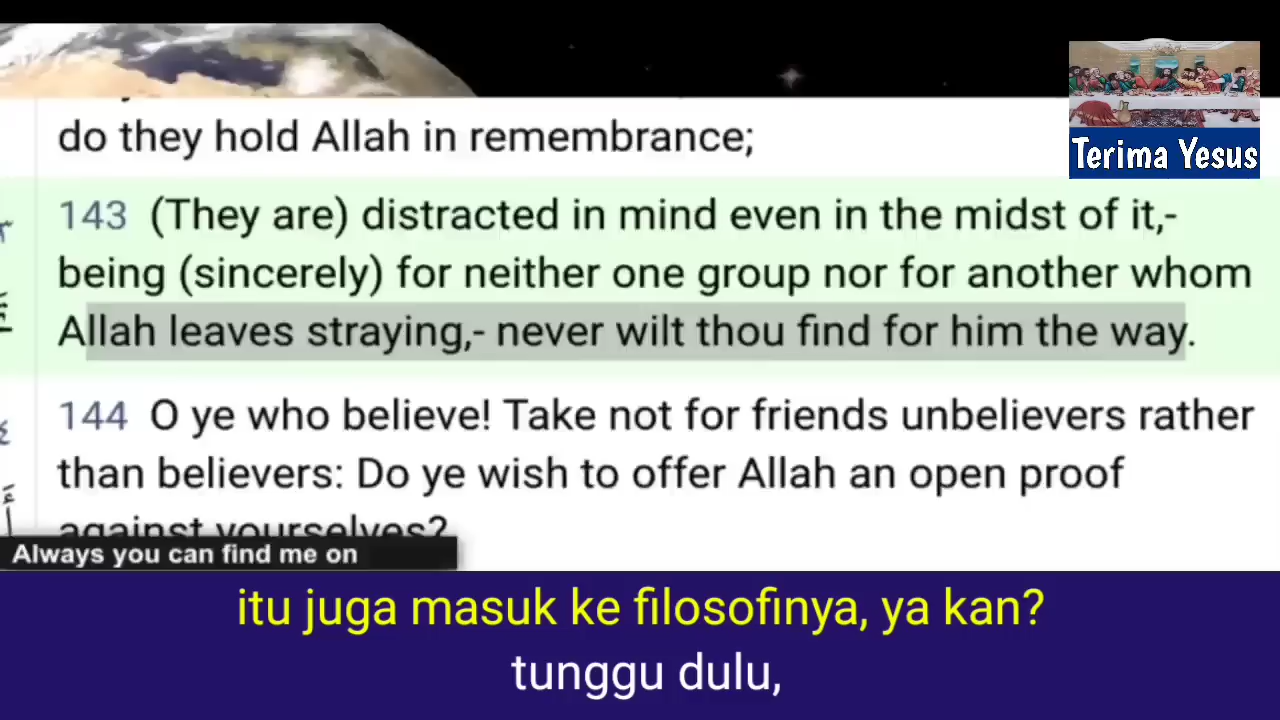 do they hold Allah in remembrance;
Terima Yesus
143 (They are) distracted in mind even in the midst of it,-
being (sincerely) for neither one group nor for another whom
Allah leaves straying,- never wilt thou find for him the way.
144 O ye who believe! Take not for friends unbelievers rather
than believers: Do ye wish to offer Allah an open proof
against yourselves?
Always you can find me on
itu juga masuk ke filosofinya, ya kan?
tunggu dulu,